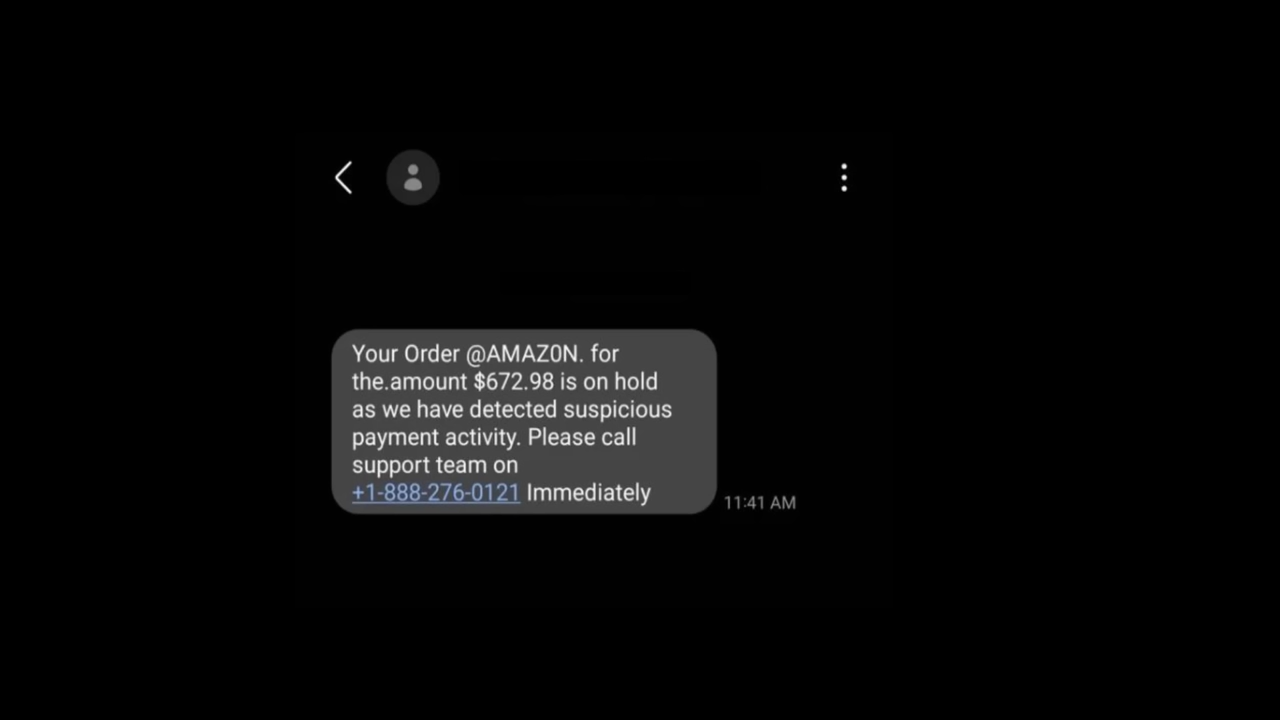 Your Order @AMAZ0N. for
the.amount $672.98 is on hold
as we have detected suspicious
payment activity. Please call
support team on
+1-888-276-0121 Immediately
11:41 AM